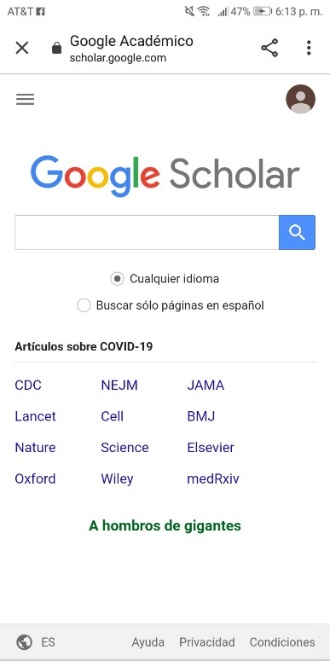 AT&T 47% 6:13 p. m.
Google Académico
scholar.google.com
Google Scholar
Cualquier idioma
Buscar sólo páginas en español
Artículos sobre COVID-19
CDC NEJM JAMA
Lancet Cell BMJ
Nature Science Elsevier
Oxford Wiley medRxiv
A hombros de gigantes
ES Ayuda Privacidad Condiciones